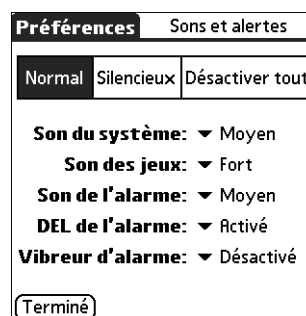 Préférences Sons et alertes
Normal Silencieux Désactiver tout
Son du système: Moyen
Son des jeux: Fort
Son de l'alarme: Moyen
DEL de l'alarme: Activé
Vibreur d'alarme: Désactivé
Terminé